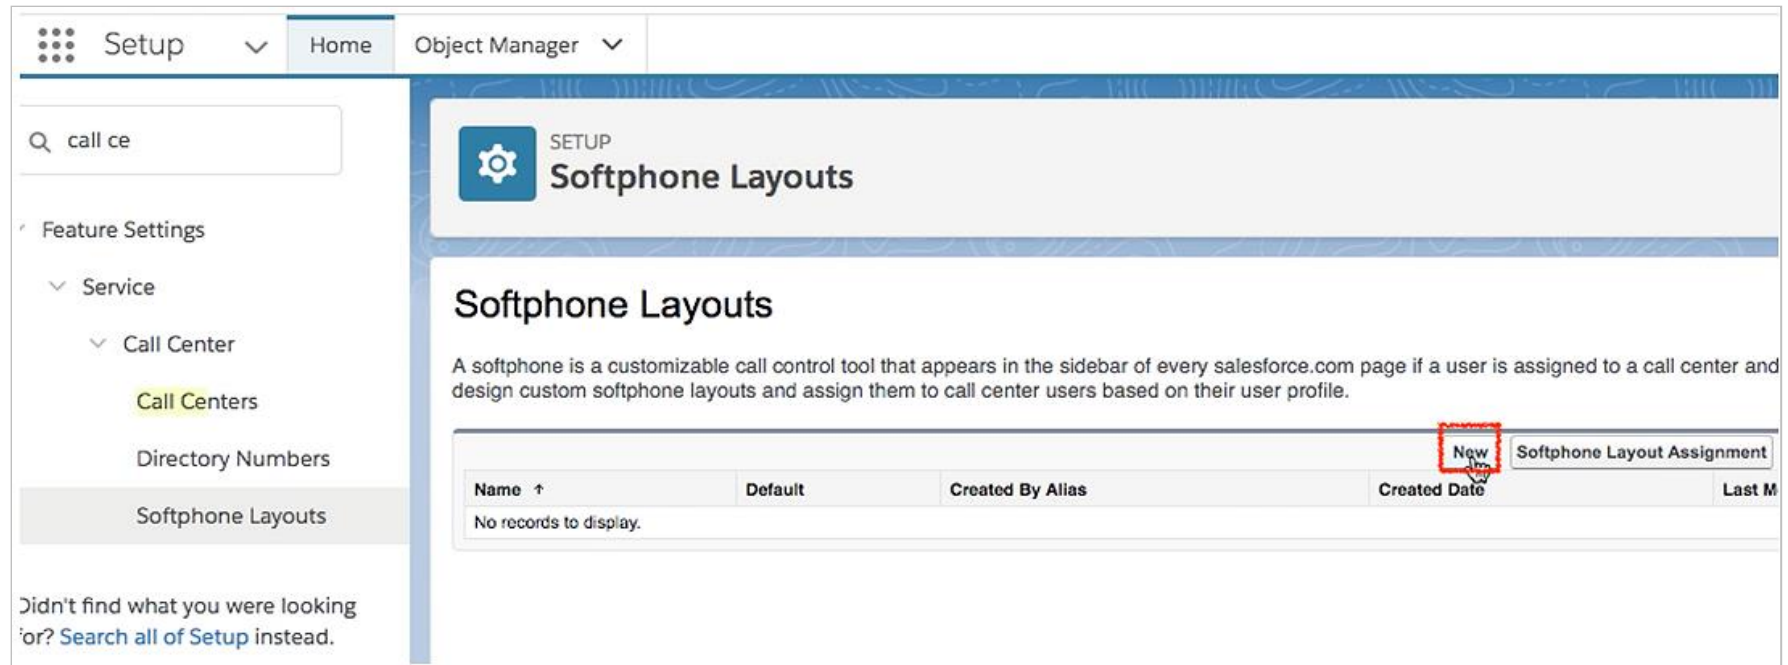 Setup
Home
Object Manager
call ce
Feature Settings
Service
Call Center
Call Centers
Directory Numbers
Softphone Layouts
Didn't find what you were looking
for? Search all of Setup instead.
SETUP
Softphone Layouts
Softphone Layouts
A softphone is a customizable call control tool that appears in the sidebar of every salesforce.com page if a user is assigned to a call center and
design custom softphone layouts and assign them to call center users based on their user profile.
New Softphone Layout Assignment
Name ↑ Default Created By Alias Created Date Last M
No records to display.